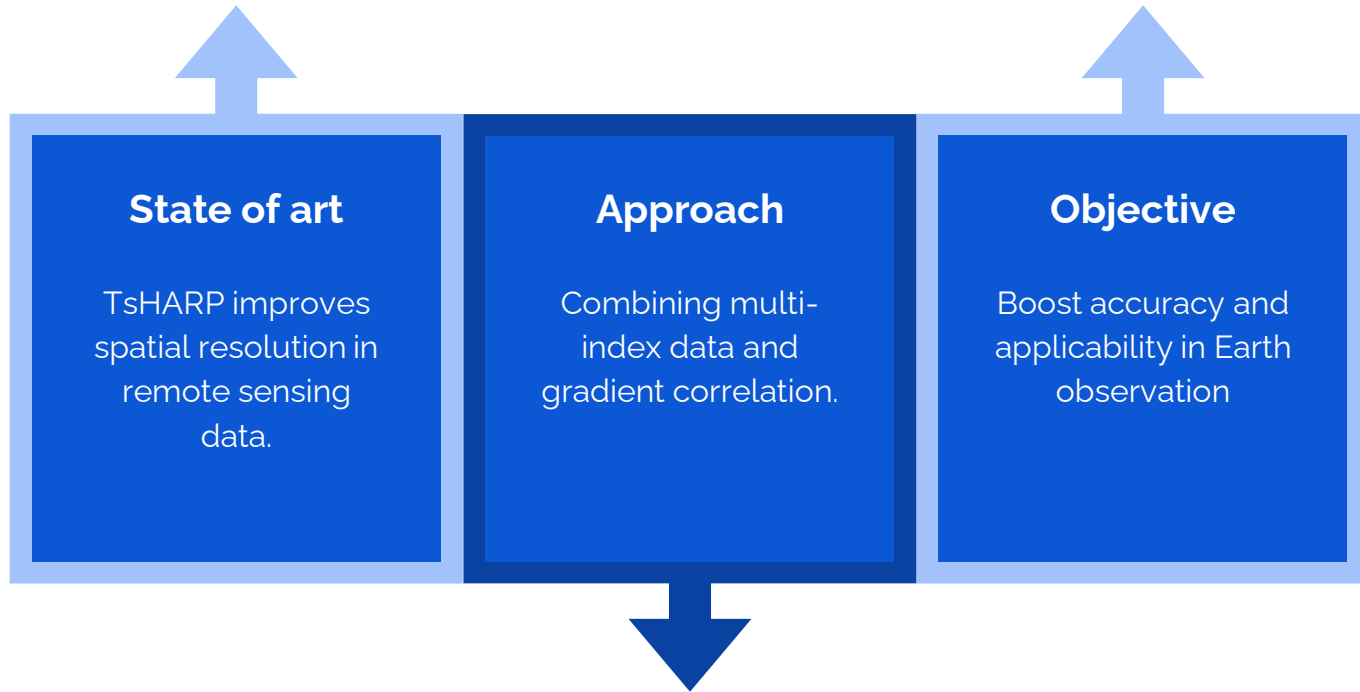 State of art
TsHARP improves
spatial resolution in
remote sensing
data.
Approach
Combining multi-
index data and
gradient correlation.
Objective
Boost accuracy and
applicability in Earth
observation